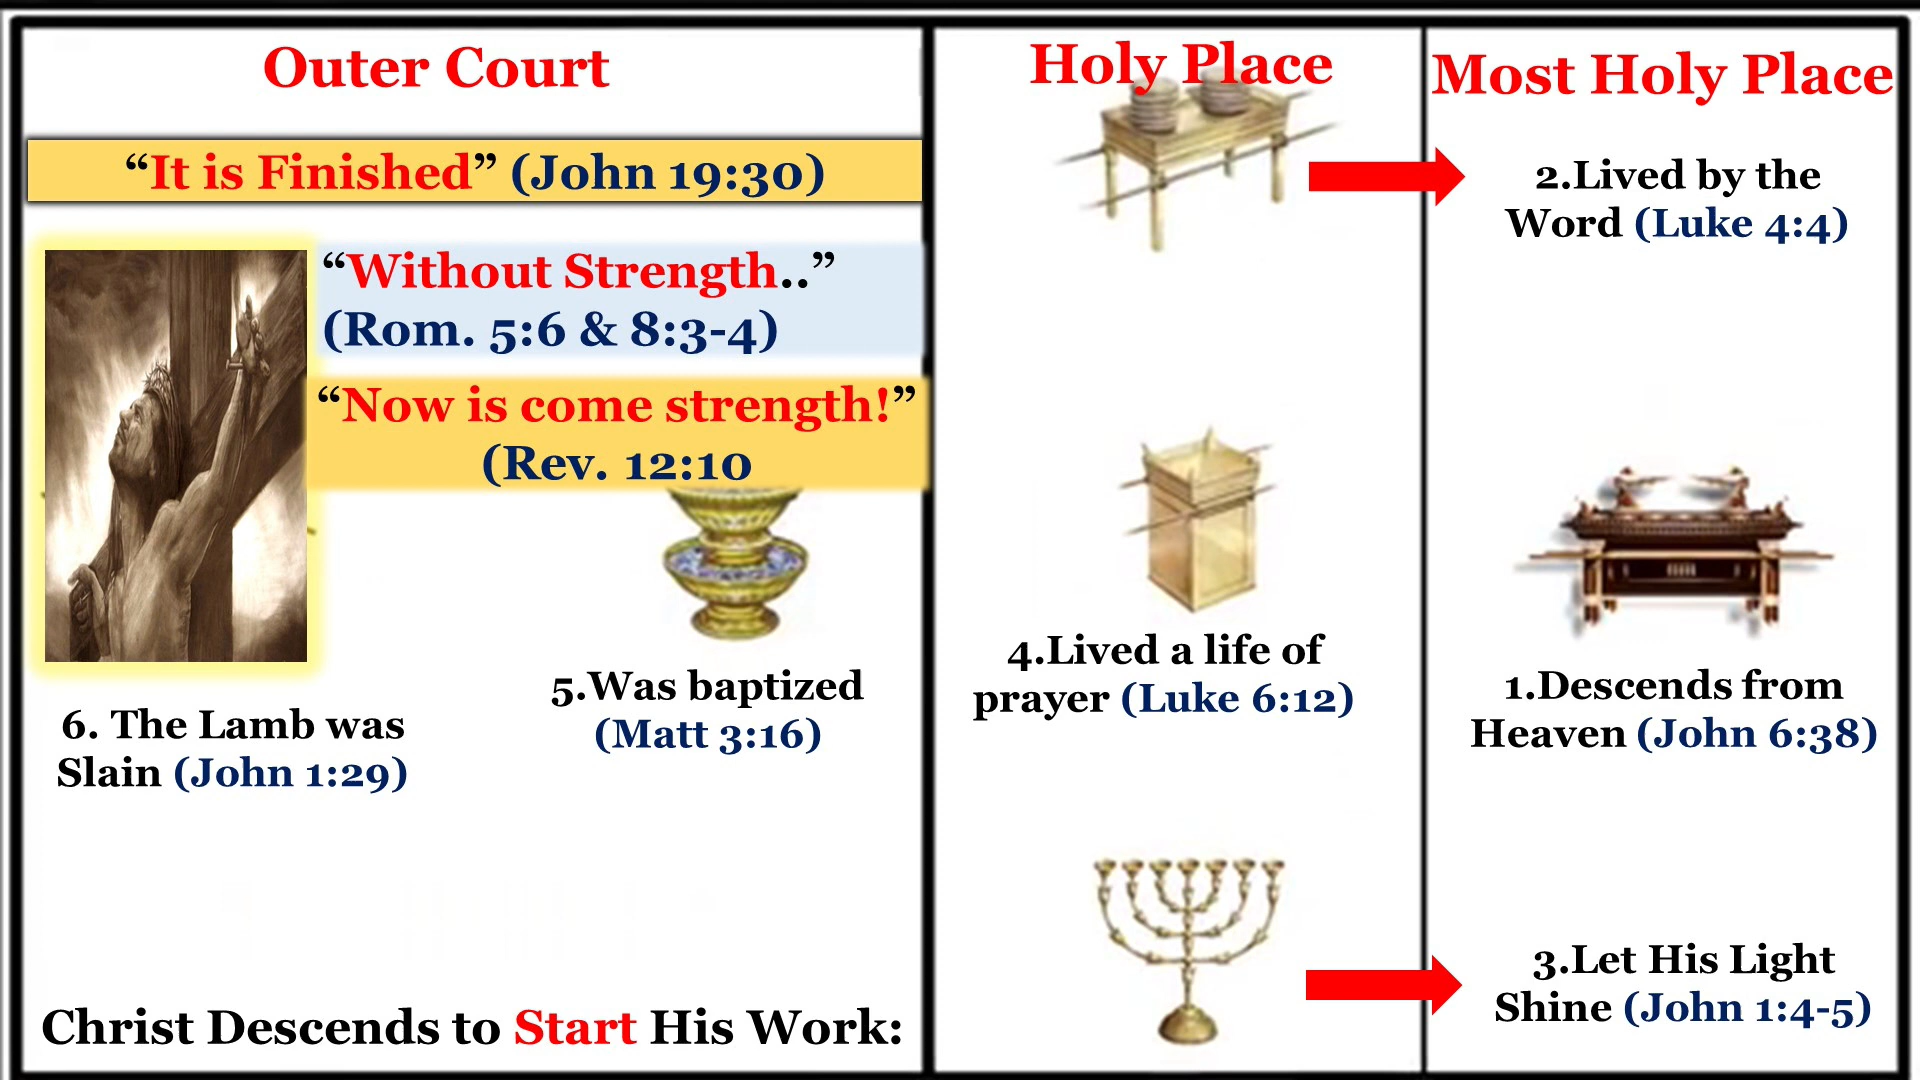 Outer Court
“It is Finished” (John 19:30)
“Without Strength..”
(Rom. 5:6 & 8:3-4)
“Now is come strength!”
(Rev. 12:10
5.Was baptized
(Matt 3:16)
6. The Lamb was
Slain (John 1:29)
Christ Descends to Start His Work:
Holy Place
4.Lived a life of
prayer (Luke 6:12)
Most Holy Place
2.Lived by the
Word (Luke 4:4)
1.Descends from
Heaven (John 6:38)
3.Let His Light
Shine (John 1:4-5)